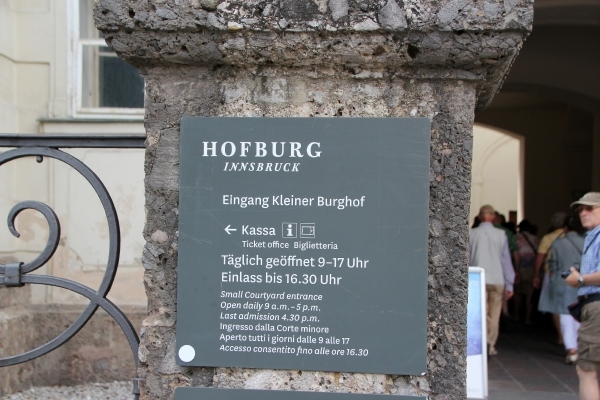 HOFBURG
INNSBRUCK
Eingang Kleiner Burghof
← Kassa i
Ticket office Biglietteria
Täglich geöffnet 9–17 Uhr
Einlass bis 16.30 Uhr
Small Courtyard entrance
Open daily 9 a.m. – 5 p.m.
Last admission 4.30 p.m.
Ingresso dalla Corte minore
Aperto tutti i giorni dalle 9 alle 17
Accesso consentito fino alle ore 16.30